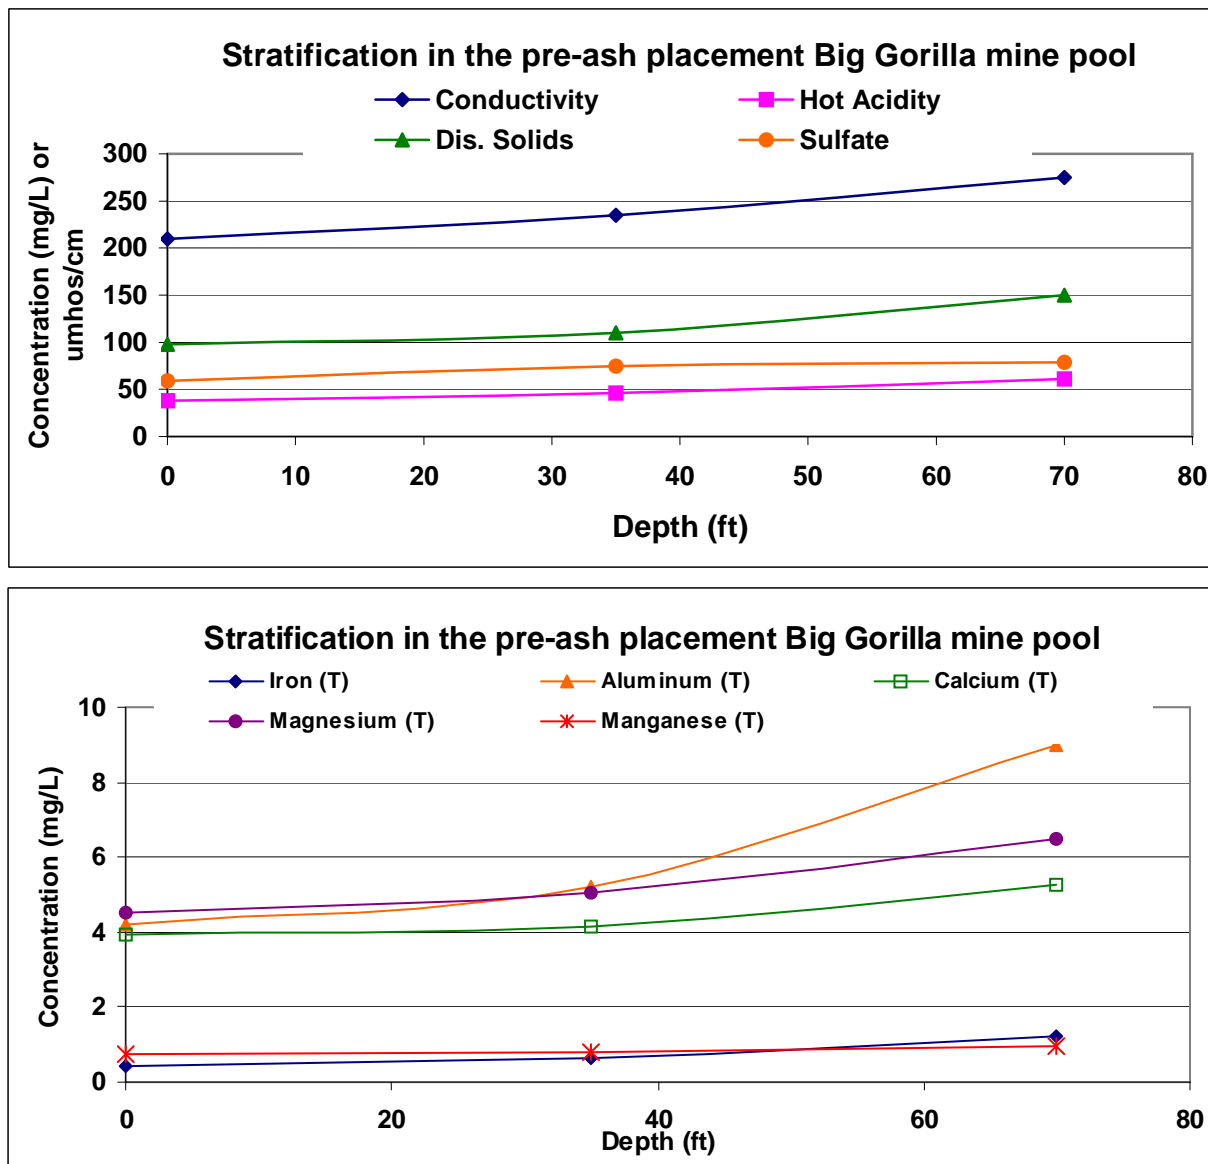 Stratification in the pre-ash placement Big Gorilla mine pool
Conductivity Hot Acidity
Dis. Solids Sulfate
Concentration (mg/L) or
umhos/cm
300
250
200
150
100
50
0
0 10 20 30 40 50 60 70 80
Depth (ft)
Stratification in the pre-ash placement Big Gorilla mine pool
Iron (T) Aluminum (T) Calcium (T)
Magnesium (T) Manganese (T)
Concentration (mg/L)
10
8
6
4
2
0
0 20 40 60 80
Depth (ft)